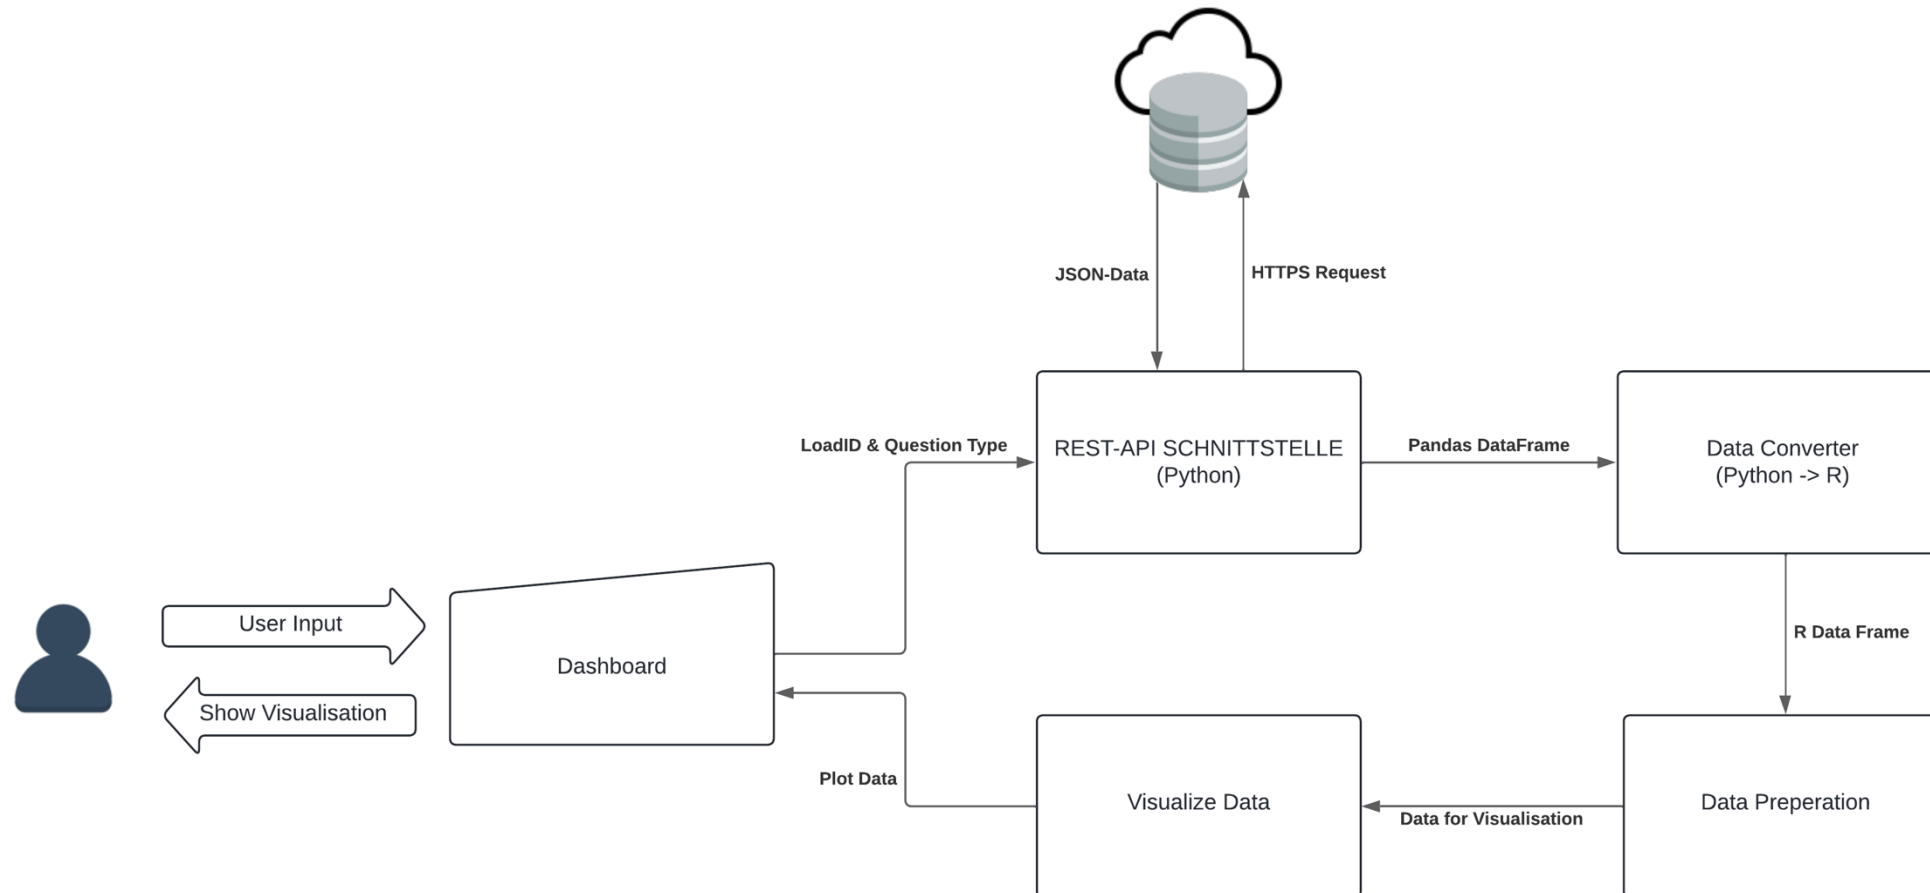 JSON-Data
HTTPS Request
LoadID & Question Type
REST-API SCHNITTSTELLE
(Python)
Pandas DataFrame
Data Converter
(Python -> R)
User Input
Show Visualisation
Dashboard
R Data Frame
Plot Data
Visualize Data
Data for Visualisation
Data Preperation